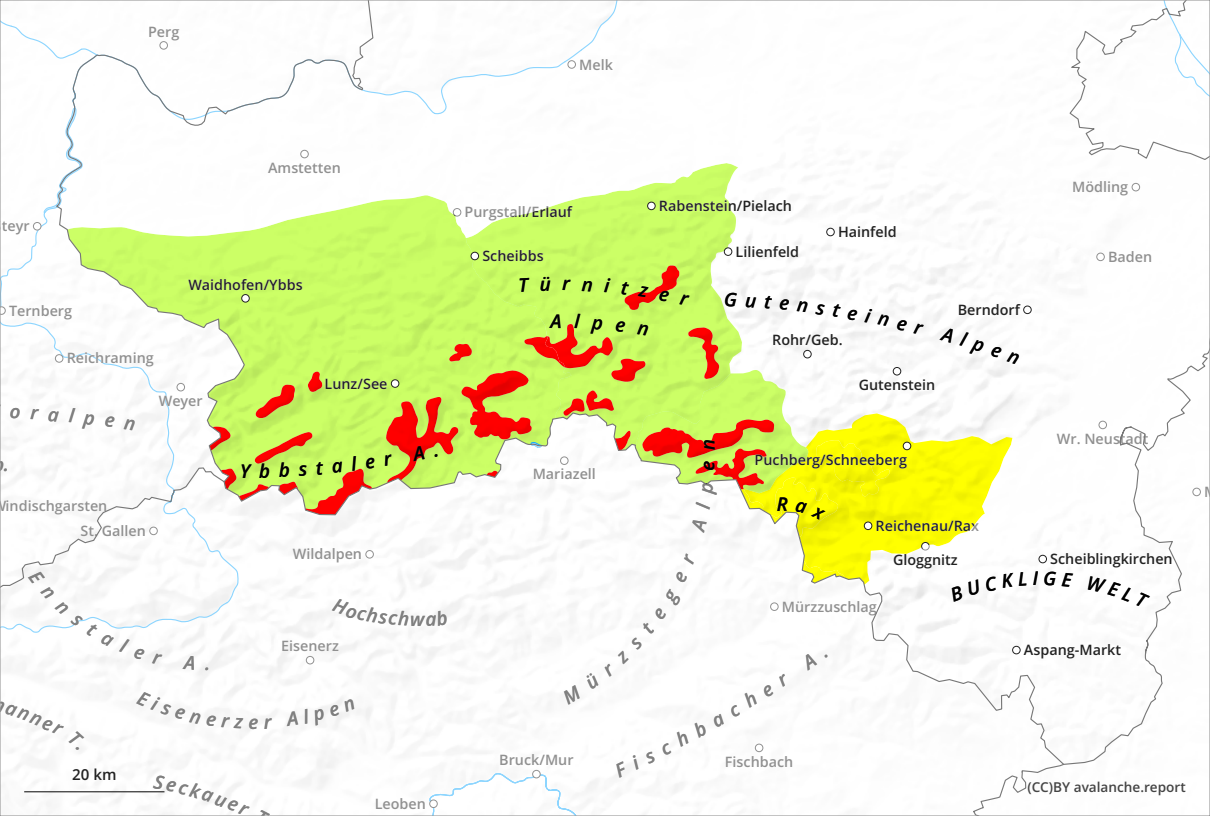 Perg
Melk
Amstetten
Mödling
Purgstall/Erlauf
Rabenstein/Pielach
Hainfeld
Lilienfeld
Baden
Scheibbs
Waidhofen/Ybbs
Türnitzer
Alpen
Gutensteiner Alpen
Ternberg
Berndorf
Rohr/Geb.
Reichraming
Weyer
Lunz/See
Gutenstein
Wr. Neustadt
Puchberg/Schneeberg
Ybbstaler A.
Mariazell
Rax
St. Gallen
Reichenau/Rax
Wildalpen
Gloggnitz
Scheiblingkirchen
BUCKLIGE WELT
Ennstaler A.
Hochschwab
Mürzsteger Alpen
Mürzzuschlag
Eisenerz
Aspang-Markt
Eisenerzer Alpen
Fischbacher A.
Fischbach
Bruck/Mur
20 km
Seckauer
Leoben
(CC)BY avalanche.report